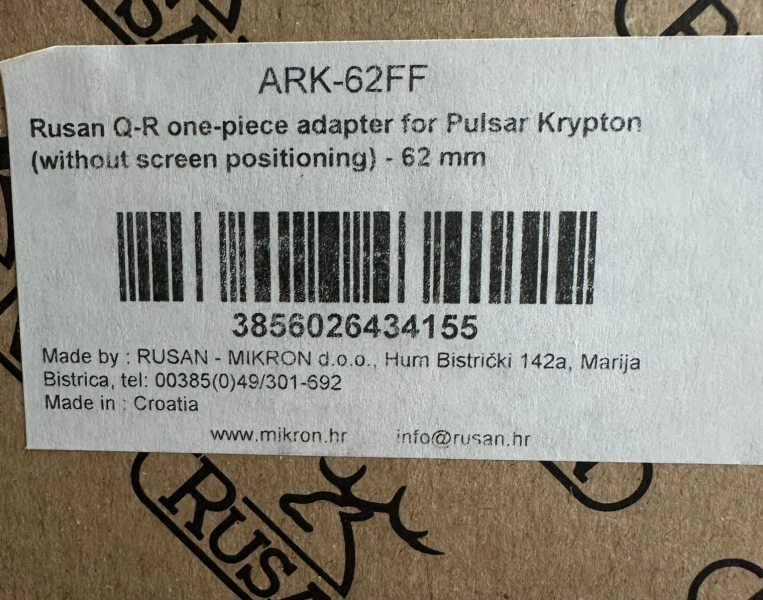 ARK-62FF
Rusan Q-R one-piece adapter for Pulsar Krypton
(without screen positioning) - 62 mm
3856026434155
Made by : RUSAN - MIKRON d.o.o., Hum Bistrički 142a, Marija
Bistrica, tel: 00385(0)49/301-692
Made in : Croatia
www.mikron.hr info@rusan.hr
RUSA